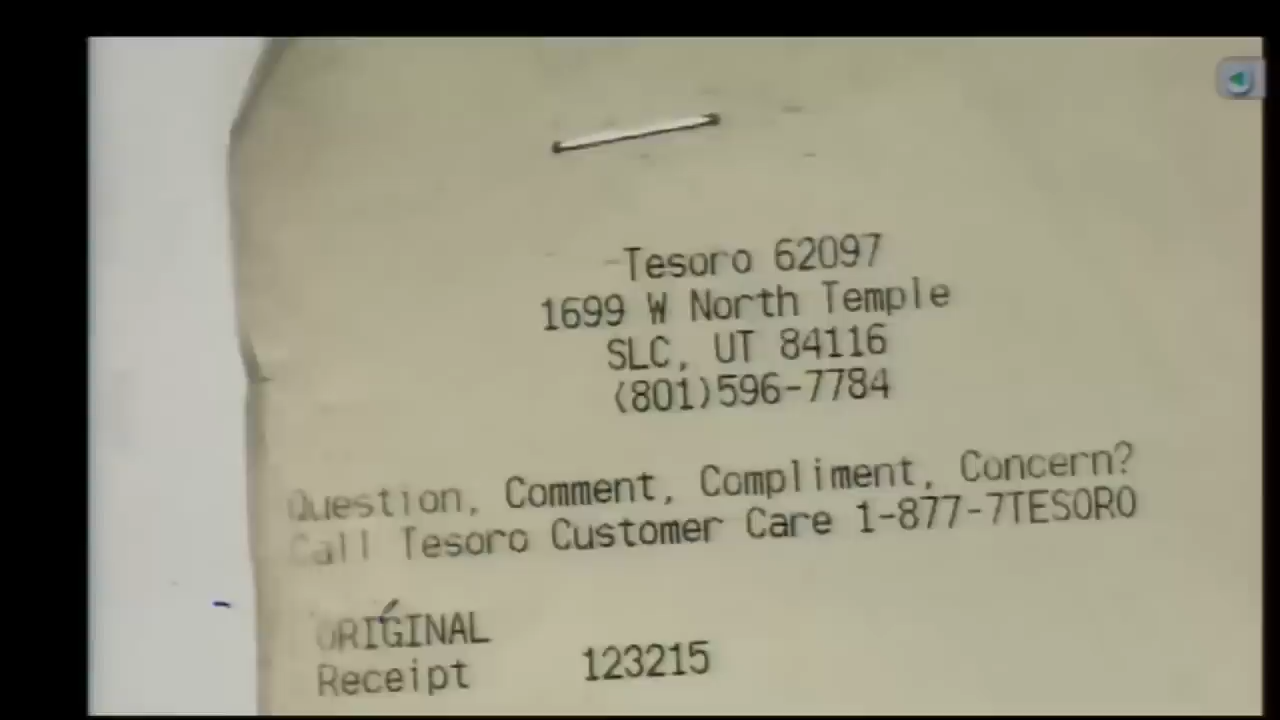 Tesoro 62097
1699 W North Temple
SLC, UT 84116
(801)596-7784
Question, Comment, Compliment, Concern?
Call Tesoro Customer Care 1-877-7TESORO
ORIGINAL
Receipt 123215